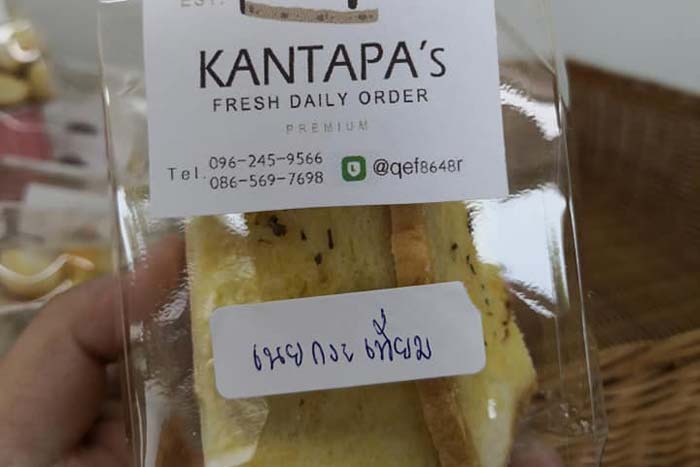 EST.
KANTAPA's
FRESH DAILY ORDER
PREMIUM
Tel. 096-245-9566
086-569-7698
@qef8648r
เนยกระเทียม